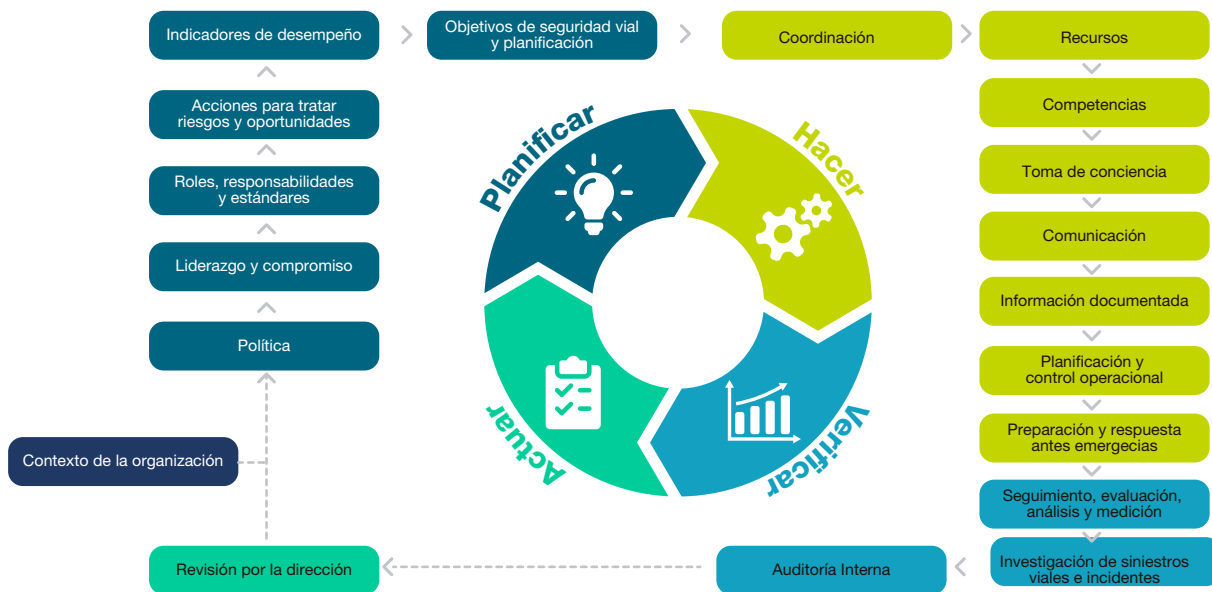 Indicadores de desempeño
Objetivos de seguridad vial
y planificación
Coordinación
Recursos
Acciones para tratar
riesgos y oportunidades
Competencias
Roles, responsabilidades
y estándares
Toma de conciencia
Liderazgo y compromiso
Comunicación
Política
Información documentada
Planificación y
control operacional
Contexto de la organización
Preparación y respuesta
antes emergecias
Seguimiento, evaluación,
análisis y medición
Revisión por la dirección
Auditoría Interna
Investigación de siniestros
viales e incidentes
Planificar
Hacer
Verificar
Actuar